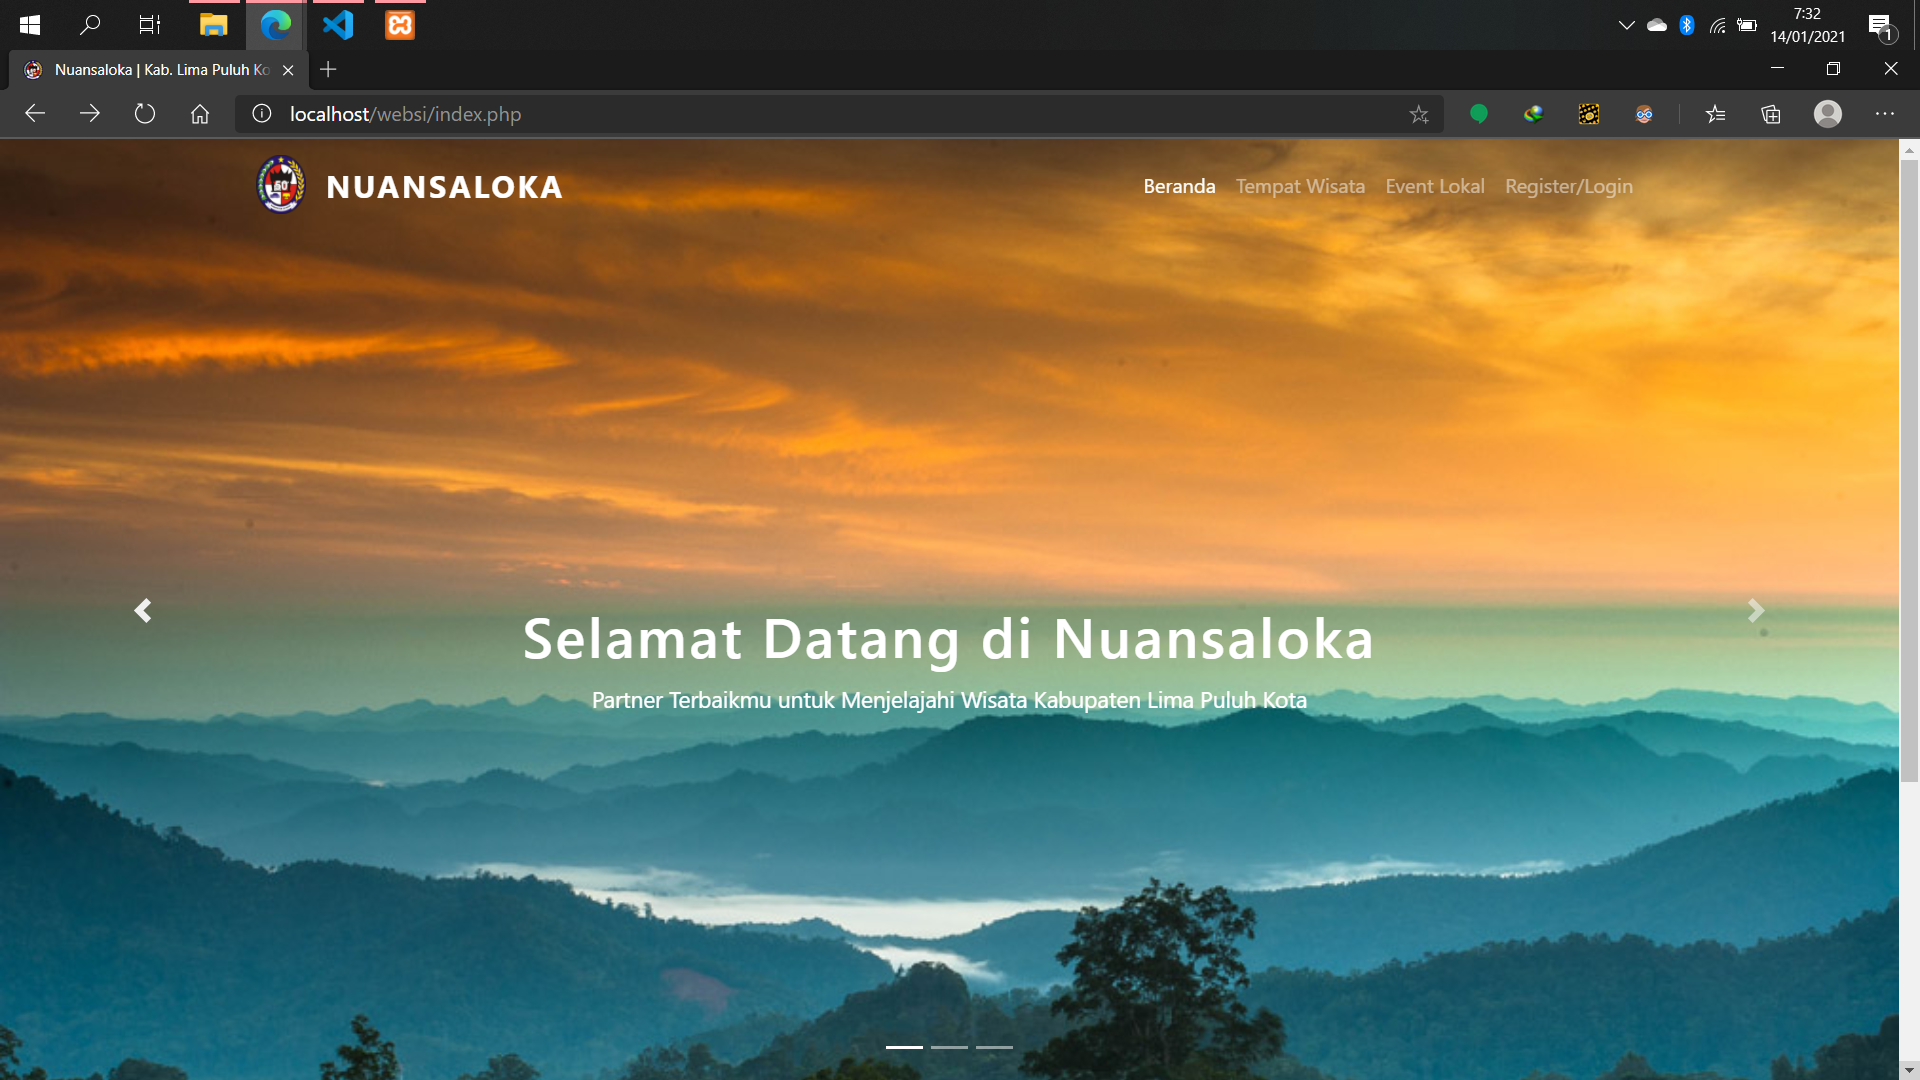 7:32
14/01/2021
1
Nuansaloka | Kab. Lima Puluh Ko
localhost/websi/index.php
NUANSALOKA
Beranda Tempat Wisata Event Lokal Register/Login
Selamat Datang di Nuansaloka
Partner Terbaikmu untuk Menjelajahi Wisata Kabupaten Lima Puluh Kota